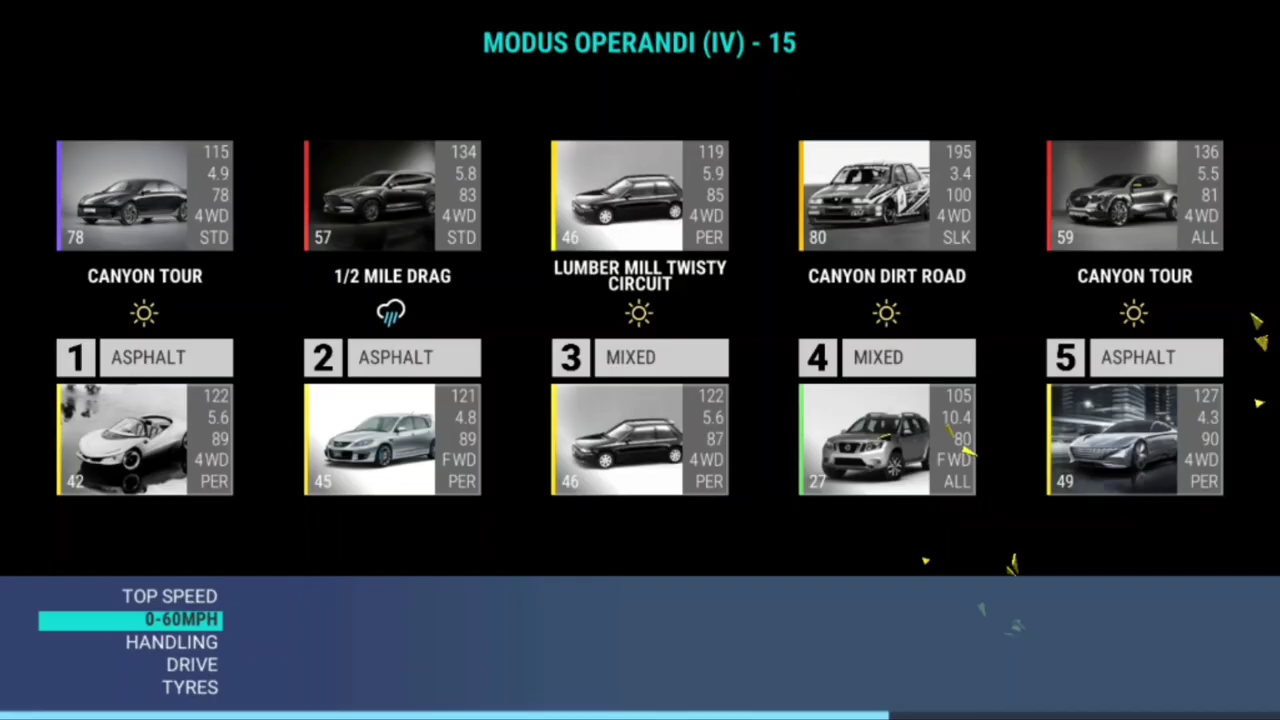 MODUS OPERANDI (IV) - 15
115
4.9
78
4WD
STD
78
134
5.8
83
4WD
STD
57
119
5.9
85
4WD
PER
46
195
3.4
100
4WD
SLK
80
136
5.5
81
4WD
ALL
59
CANYON TOUR
1/2 MILE DRAG
LUMBER MILL TWISTY
CIRCUIT
CANYON DIRT ROAD
CANYON TOUR
1 ASPHALT
2 ASPHALT
3 MIXED
4 MIXED
5 ASPHALT
122
5.6
89
4WD
PER
42
121
4.8
89
FWD
PER
45
122
5.6
87
4WD
PER
46
105
10.4
80
FWD
ALL
27
127
4.3
90
4WD
PER
49
TOP SPEED
0-60MPH
HANDLING
DRIVE
TYRES